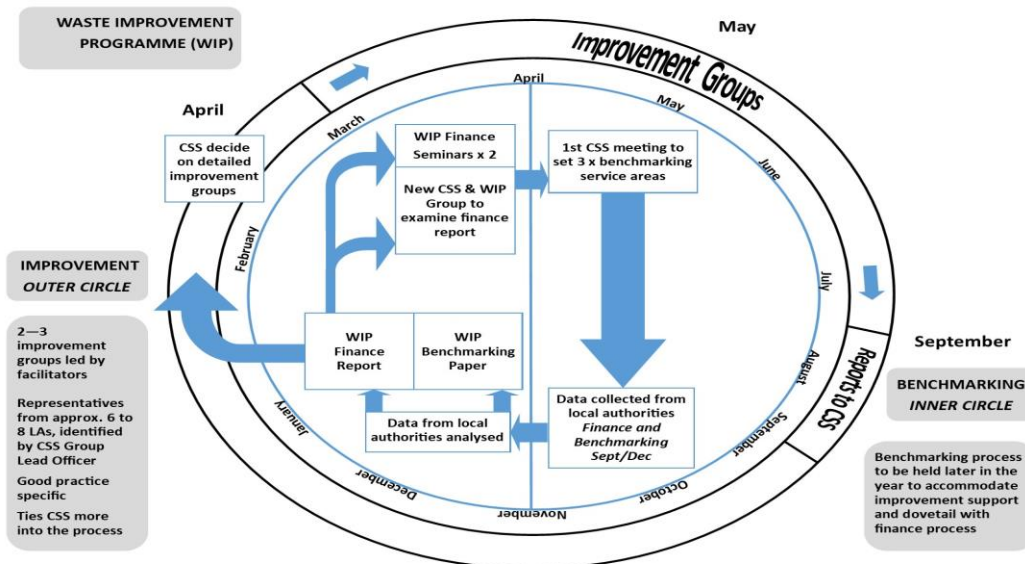 WASTE IMPROVEMENT
PROGRAMME (WIP)
May
Improvement Groups
April
CSS decide
on detailed
improvement
groups
April
May
June
July
August
September
October
November
December
January
February
March
WIP Finance
Seminars x 2
New CSS & WIP
Group to
examine finance
report
1st CSS meeting to
set 3 x benchmarking
service areas
IMPROVEMENT
OUTER CIRCLE
2—3
improvement
groups led by
facilitators
Representatives
from approx. 6 to
8 LAs, identified
by CSS Group
Lead Officer
Good practice
specific
Ties CSS more
into the process
WIP
Finance
Report
WIP
Benchmarking
Paper
Data from local
authorities analysed
Data collected from
local authorities
Finance and
Benchmarking
Sept/Dec
Reports to CSS
September
BENCHMARKING
INNER CIRCLE
Benchmarking process
to be held later in the
year to accommodate
improvement support
and dovetail with
finance process